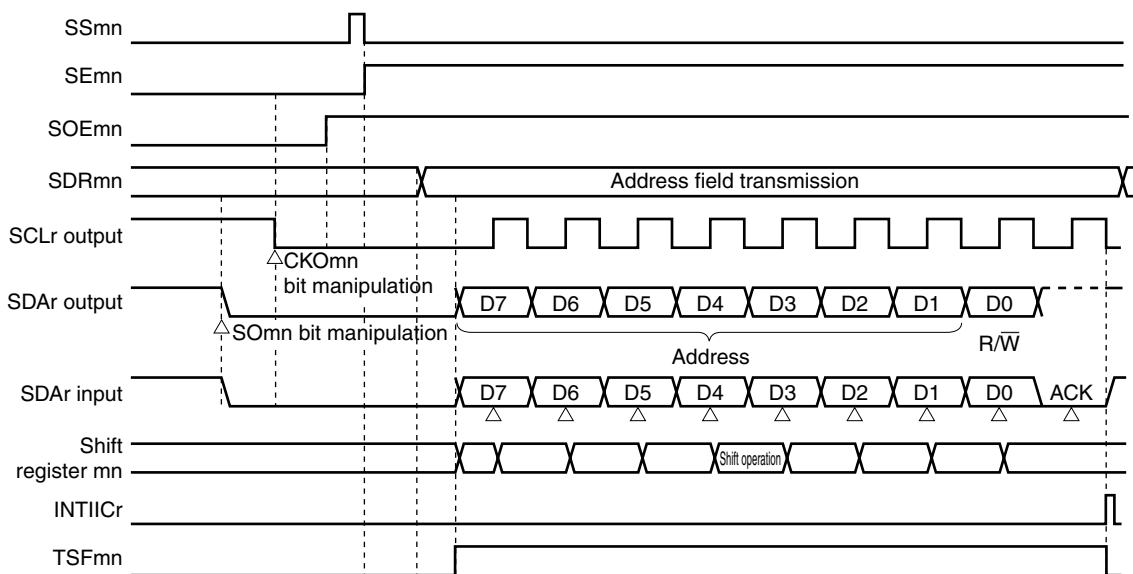 SSmn
SEmn
SOEmn
SDRmn
Address field transmission
SCLr output
CKOmn
bit manipulation
SDAr output
D7 D6 D5 D4 D3 D2 D1 D0
SOmn bit manipulation
Address
R/W̅
SDAr input
D7 D6 D5 D4 D3 D2 D1 D0 ACK
Shift
register mn
Shift operation
INTIICr
TSFmn